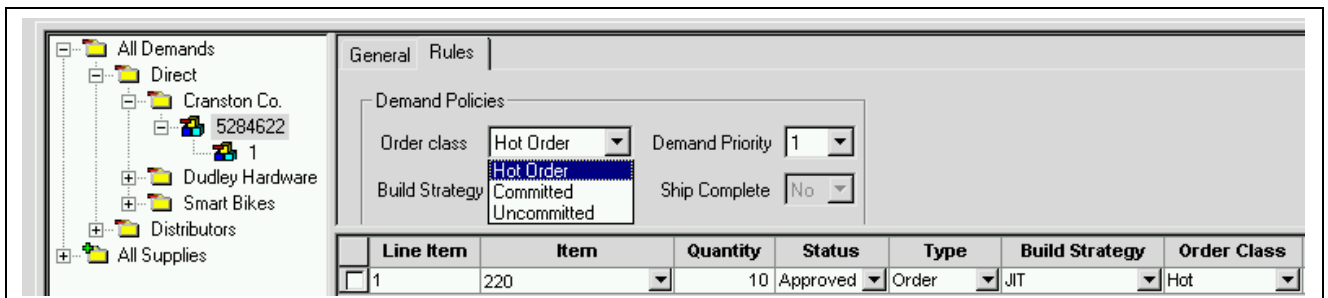 All Demands
Direct
Cranston Co.
5284622
1
Dudley Hardware
Smart Bikes
Distributors
All Supplies
General Rules
Demand Policies
Order class Hot Order Demand Priority 1
Hot Order
Committed
Uncommitted
Build Strategy Ship Complete No
Line Item Item Quantity Status Type Build Strategy Order Class
1 220 10 Approved Order JIT Hot